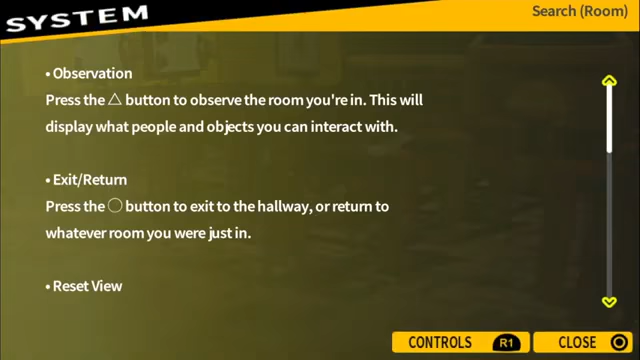 SYSTEM
Search (Room)
• Observation
Press the △ button to observe the room you're in. This will
display what people and objects you can interact with.
• Exit/Return
Press the ◯ button to exit to the hallway, or return to
whatever room you were just in.
• Reset View
CONTROLS R1 CLOSE